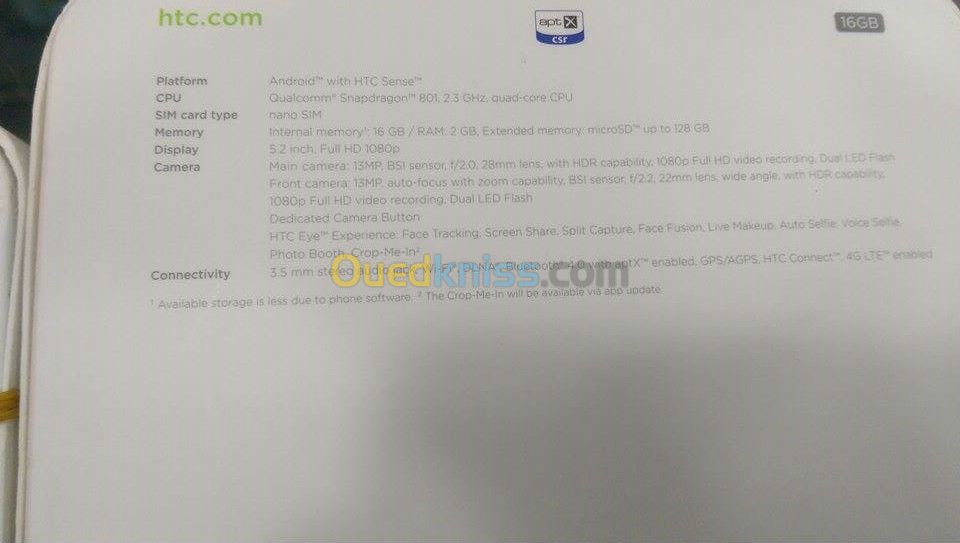 htc.com
aptX
csr
16GB
Platform Android™ with HTC Sense™
CPU Qualcomm® Snapdragon™ 801, 2.3 GHz, quad-core CPU
SIM card type nano SIM
Memory Internal memory¹: 16 GB / RAM: 2 GB, Extended memory: microSD™ up to 128 GB
Display 5.2 inch, Full HD 1080p
Camera Main camera: 13MP, BSI sensor, f/2.0, 28mm lens, with HDR capability, 1080p Full HD video recording, Dual LED Flash
Front camera: 13MP, auto-focus with zoom capability, BSI sensor, f/2.2, 22mm lens, wide angle, with HDR capability,
1080p Full HD video recording, Dual LED Flash
Dedicated Camera Button
HTC Eye™ Experience: Face Tracking, Screen Share, Split Capture, Face Fusion, Live Makeup, Auto Selfie, Voice Selfie,
Photo Booth, Crop-Me-In²
Connectivity 3.5 mm stereo audio jack, Wi-Fi®, DLNA®, Bluetooth® 4.0 with aptX™ enabled, GPS/AGPS, HTC Connect™, 4G LTE™ enabled
Ouedkniss.com
¹ Available storage is less due to phone software. ² The Crop-Me-In will be available via app update.